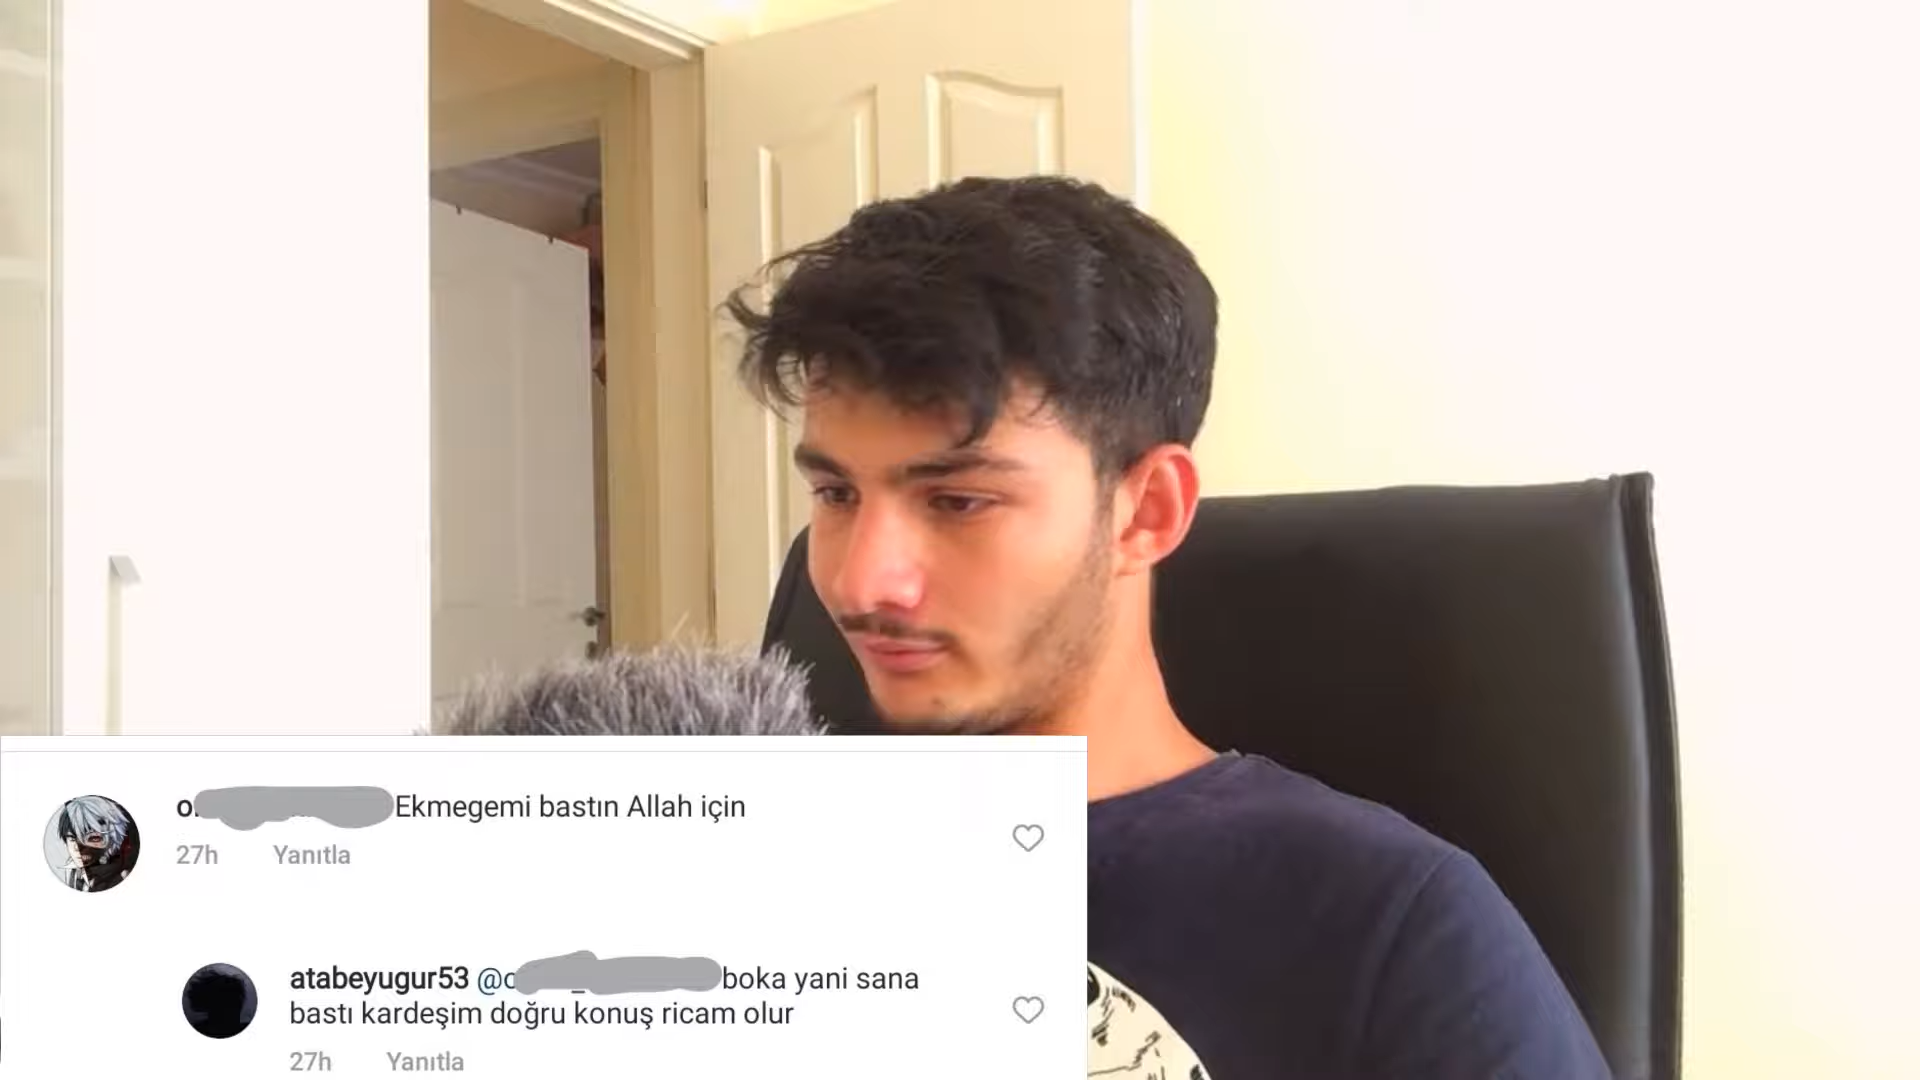 Ekmegemi bastın Allah için
27h Yanıtla
atabeyugur53 @ boka yani sana
bastı kardeşim doğru konuş ricam olur
27h Yanıtla